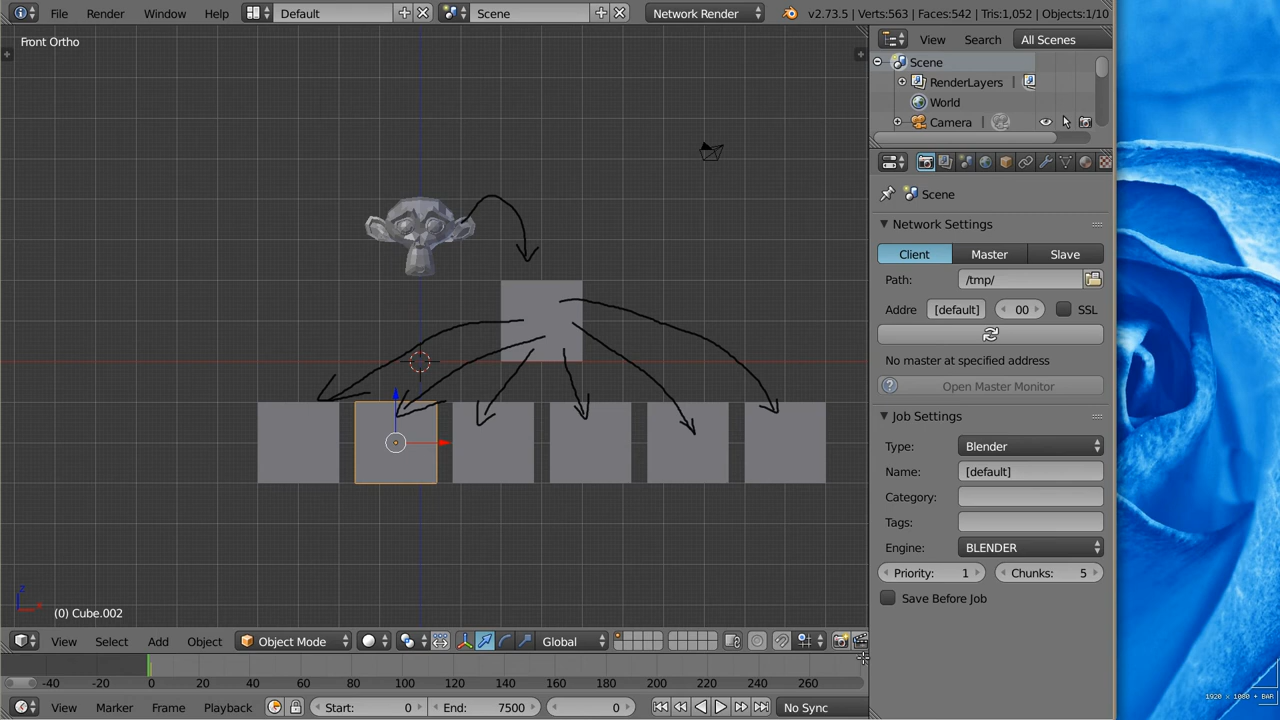 File Render Window Help Default Scene Network Render v2.73.5 | Verts:563 | Faces:542 | Tris:1,052 | Objects:1/10
Front Ortho
View Search All Scenes
Scene
RenderLayers
World
Camera
Scene
Network Settings
Client Master Slave
Path: /tmp/
Addre [default] 00 SSL
No master at specified address
Open Master Monitor
Job Settings
Type: Blender
Name: [default]
Category:
Tags:
Engine: BLENDER
Priority: 1 Chunks: 5
Save Before Job
z
x
(0) Cube.002
View Select Add Object Object Mode Global
-40 -20 0 20 40 60 80 100 120 140 160 180 200 220 240 260
View Marker Frame Playback Start: 0 End: 7500 0 No Sync
1920 x 1080 + BAR